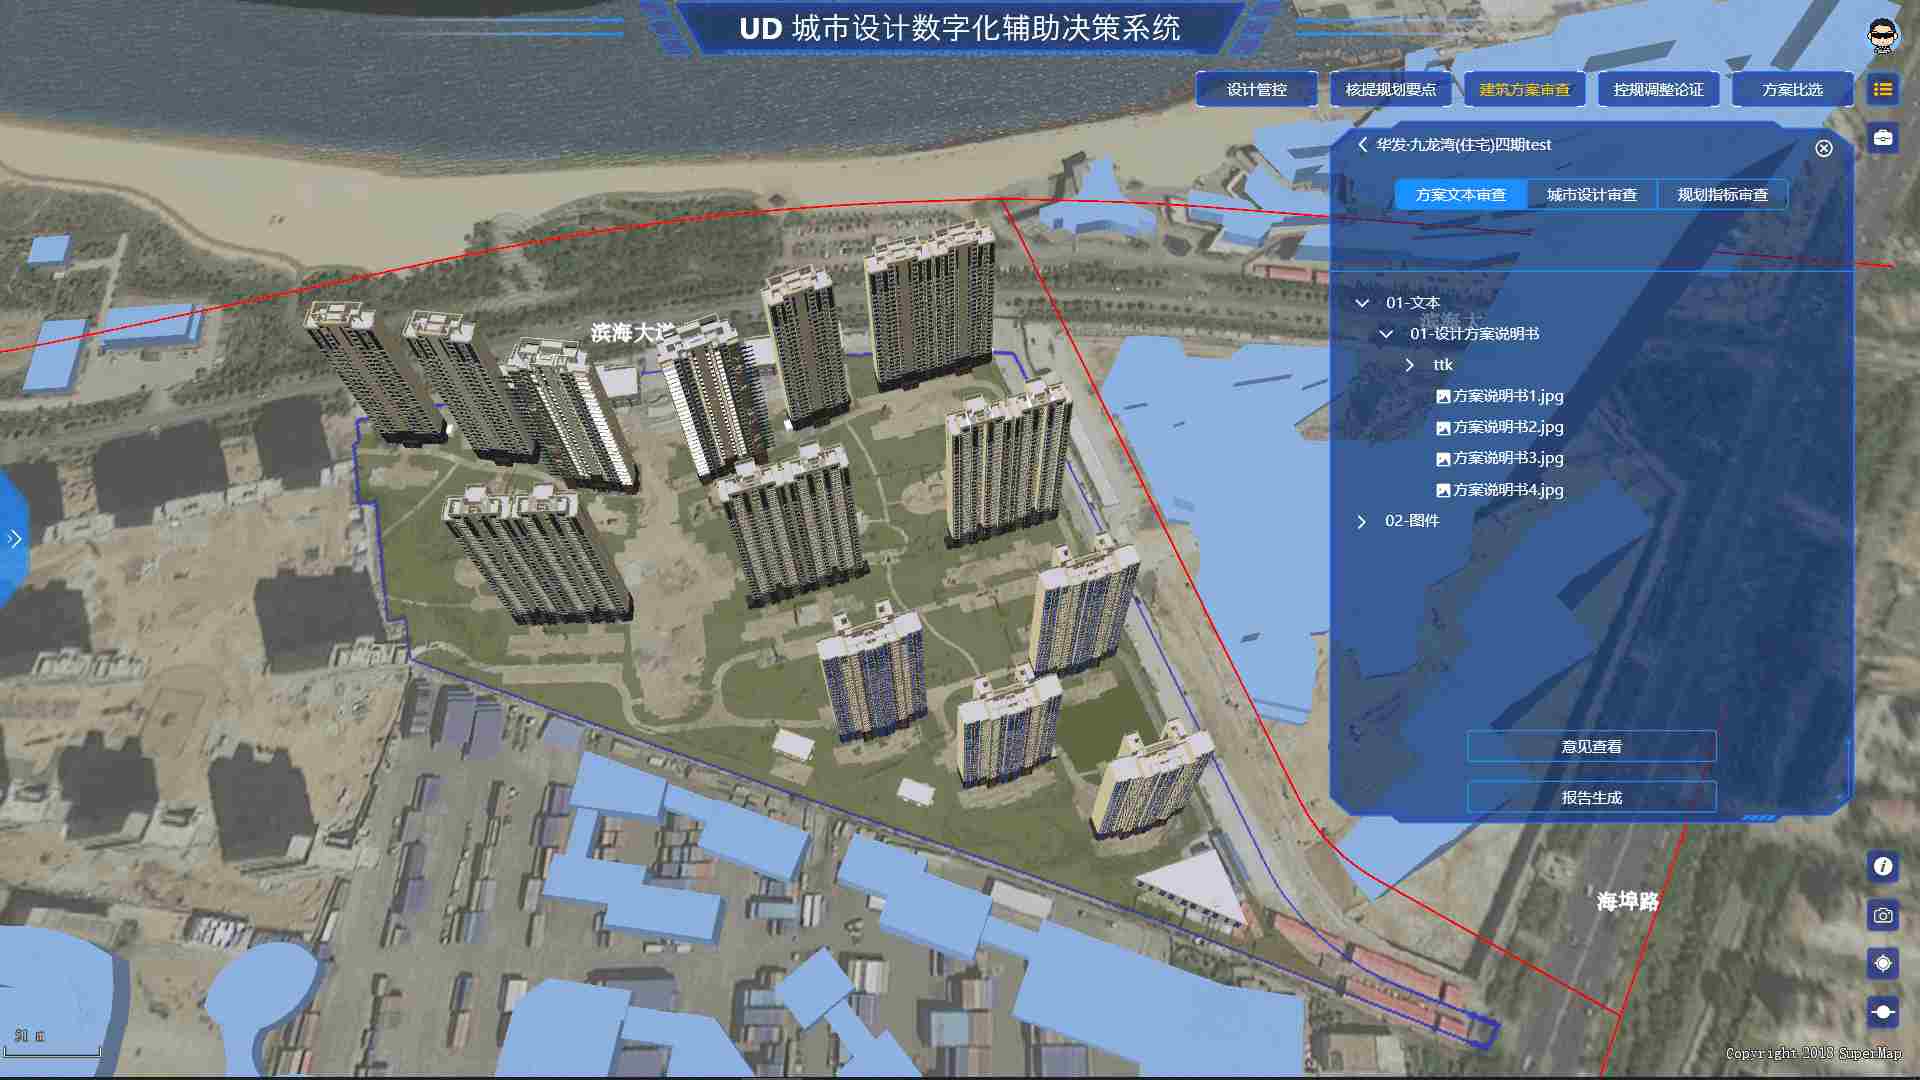 UD 城市设计数字化辅助决策系统
设计管控
核提规划要点
建筑方案审查
控规调整论证
方案比选
华发-九龙湾(住宅)四期test
方案文本审查
城市设计审查
规划指标审查
01-文本
01-设计方案说明书
ttk
方案说明书1.jpg
方案说明书2.jpg
方案说明书3.jpg
方案说明书4.jpg
02-图件
意见查看
报告生成
滨海大道
滨海大
海埠路
91 m
Copyright 2018 SuperMap